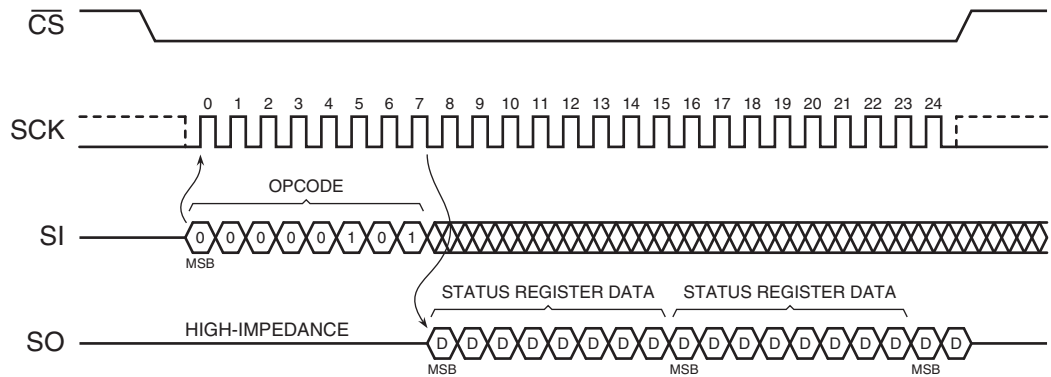 CS
0 1 2 3 4 5 6 7 8 9 10 11 12 13 14 15 16 17 18 19 20 21 22 23 24
SCK
OPCODE
SI 0 0 0 0 0 1 0 1
MSB
STATUS REGISTER DATA STATUS REGISTER DATA
HIGH-IMPEDANCE
SO D D D D D D D D D D D D D D D D D D
MSB MSB MSB